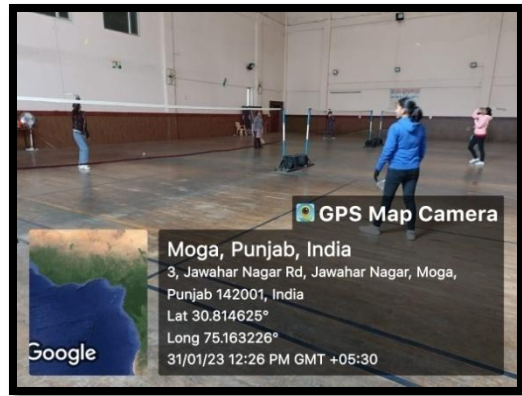 GPS Map Camera
Moga, Punjab, India
3, Jawahar Nagar Rd, Jawahar Nagar, Moga,
Punjab 142001, India
Lat 30.814625°
Long 75.163226°
31/01/23 12:26 PM GMT +05:30
Google